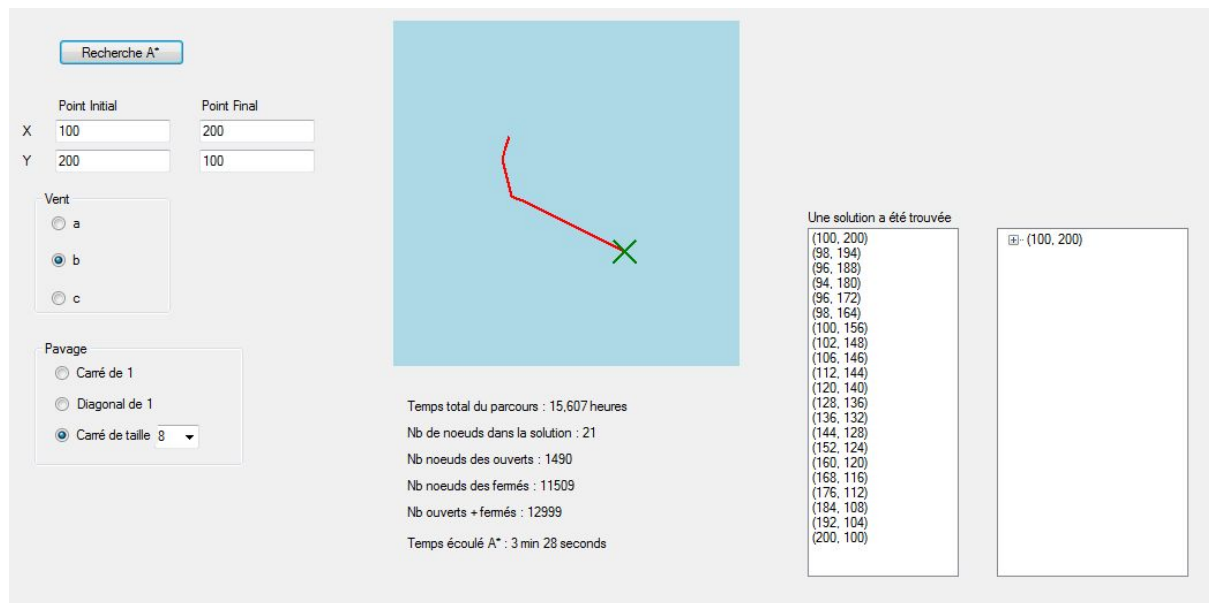 Recherche A*
Point Initial Point Final
X 100 200
Y 200 100
Vent
a
b
c
Pavage
Carré de 1
Diagonal de 1
Carré de taille 8
Temps total du parcours : 15,607 heures
Nb de noeuds dans la solution : 21
Nb noeuds des ouverts : 1490
Nb noeuds des fermés : 11509
Nb ouverts + fermés : 12999
Temps écoulé A* : 3 min 28 seconds
Une solution a été trouvée
(100, 200)
(98, 194)
(96, 188)
(94, 180)
(96, 172)
(98, 164)
(100, 156)
(102, 148)
(106, 146)
(112, 144)
(120, 140)
(128, 136)
(136, 132)
(144, 128)
(152, 124)
(160, 120)
(168, 116)
(176, 112)
(184, 108)
(192, 104)
(200, 100)
(100, 200)